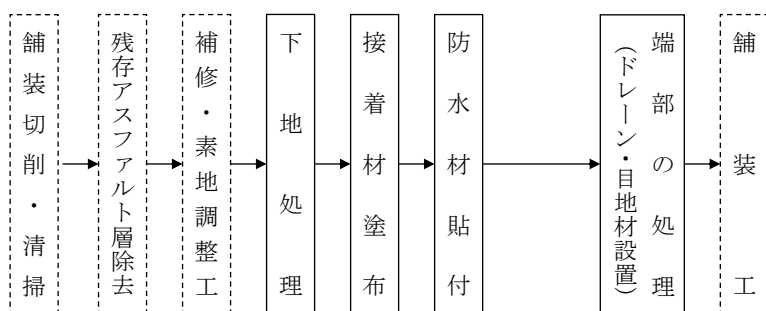 舗装切削・清掃
残存アスファルト層除去
補修・素地調整工
下地処理
接着材塗布
防水材貼付
端部の処理
(ドレーン・目地材設置)
舗装工